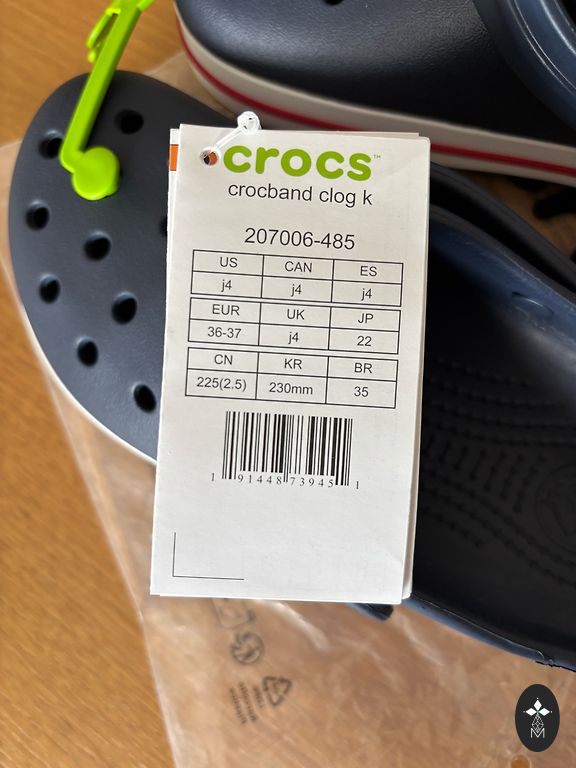 crocs™
crocband clog k
207006-485
US CAN ES
j4 j4 j4
EUR UK JP
36-37 j4 22
CN KR BR
225(2.5) 230mm 35
1 91448 73945 1
M